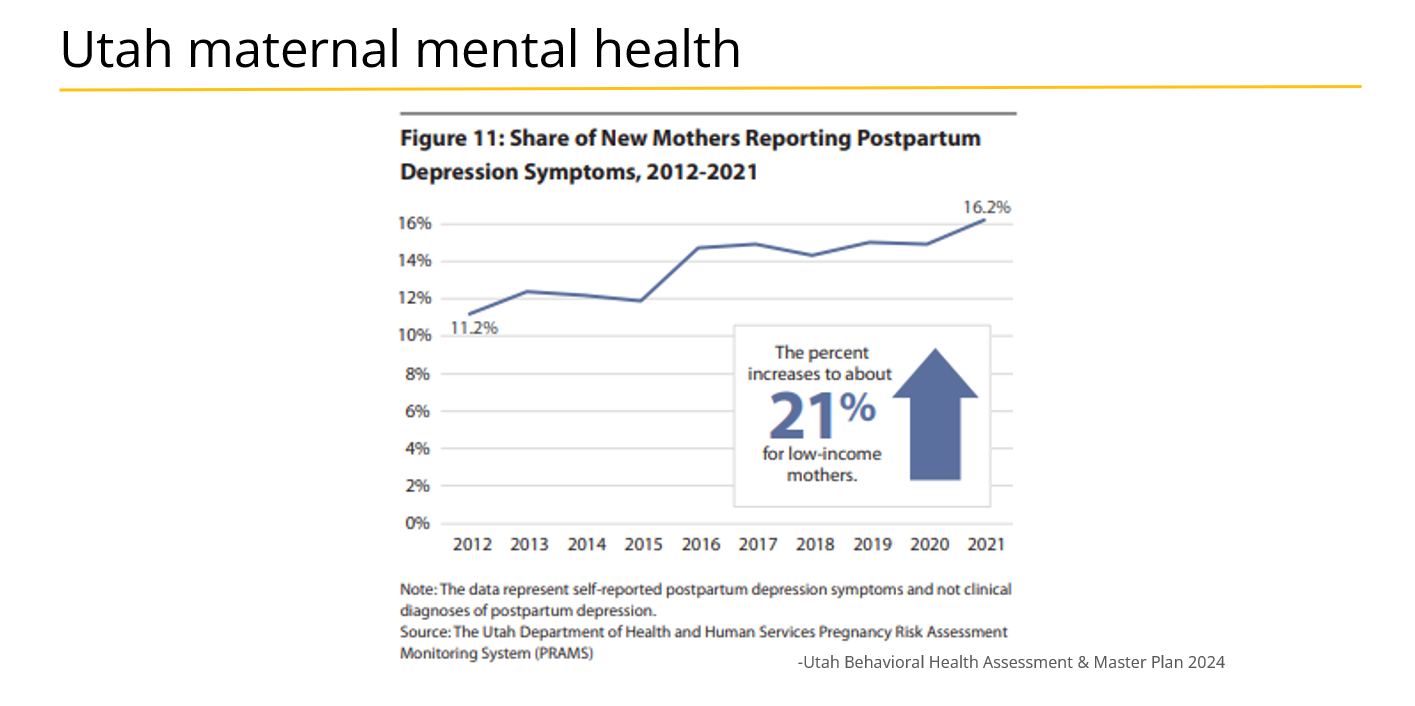 Utah maternal mental health
Figure 11: Share of New Mothers Reporting Postpartum
Depression Symptoms, 2012-2021
16.2%
16%
14%
12%
11.2%
10%
8%
6%
4%
2%
0%
The percent
increases to about
21%
for low-income
mothers.
2012 2013 2014 2015 2016 2017 2018 2019 2020 2021
Note: The data represent self-reported postpartum depression symptoms and not clinical
diagnoses of postpartum depression.
Source: The Utah Department of Health and Human Services Pregnancy Risk Assessment
Monitoring System (PRAMS)
-Utah Behavioral Health Assessment & Master Plan 2024